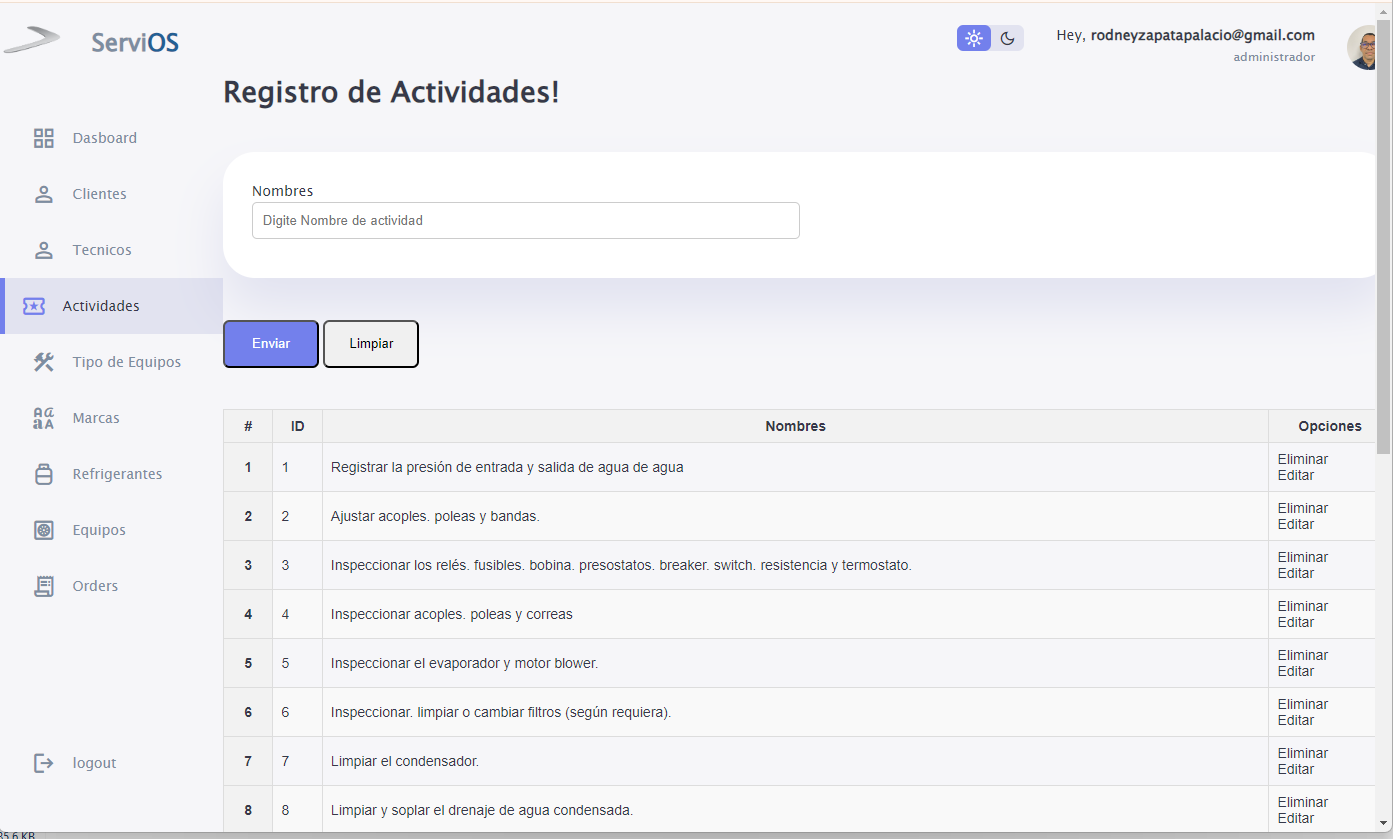 ServiOS
Hey, rodneyzapatapalacio@gmail.com
administrador
Registro de Actividades!
Dasboard
Clientes
Tecnicos
Actividades
Tipo de Equipos
Marcas
Refrigerantes
Equipos
Orders
logout
Nombres
Digite Nombre de actividad
Enviar Limpiar
# ID Nombres Opciones
1 1 Registrar la presión de entrada y salida de agua de agua Eliminar
Editar
2 2 Ajustar acoples. poleas y bandas. Eliminar
Editar
3 3 Inspeccionar los relés. fusibles. bobina. presostatos. breaker. switch. resistencia y termostato. Eliminar
Editar
4 4 Inspeccionar acoples. poleas y correas Eliminar
Editar
5 5 Inspeccionar el evaporador y motor blower. Eliminar
Editar
6 6 Inspeccionar. limpiar o cambiar filtros (según requiera). Eliminar
Editar
7 7 Limpiar el condensador. Eliminar
Editar
8 8 Limpiar y soplar el drenaje de agua condensada. Eliminar
Editar